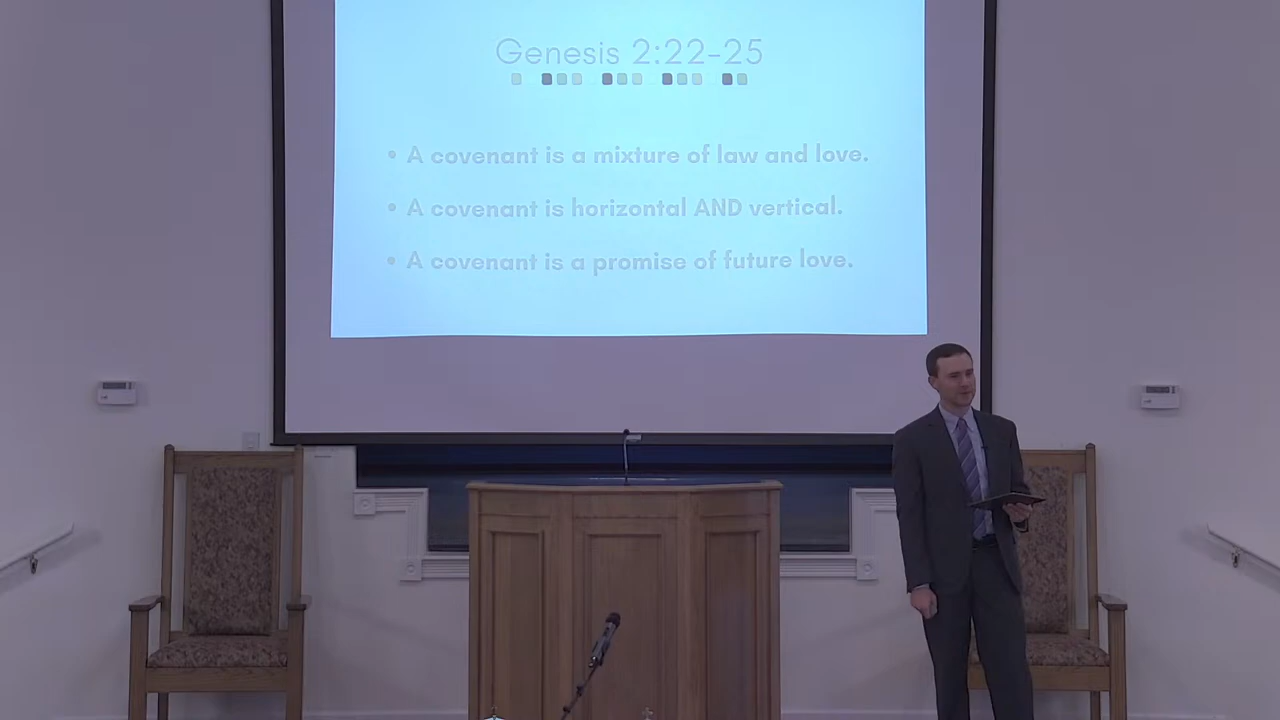 Genesis 2:22-25
• A covenant is a mixture of law and love.
• A covenant is horizontal AND vertical.
• A covenant is a promise of future love.